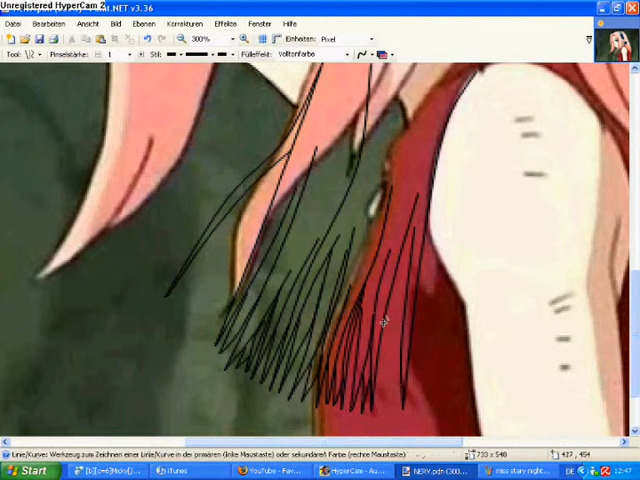 Unregistered HyperCam 2
.NET v3.36
Datei Bearbeiten Ansicht Bild Ebenen Korrekturen Effekte Fenster Hilfe
300% Einheiten: Pixel
Tool: Pinselstärke: 1 Stil: Fülleffekt: Volltonfarbe
Linie/Kurve: Werkzeug zum Zeichnen einer Linie/Kurve in der primären (linke Maustaste) oder sekundären Farbe (rechte Maustaste) 733 x 548 427 , 454
Start iTunes YouTube - Fav... HyperCam - Au... NERV.pdn (300... miss stary night... DE 12:47